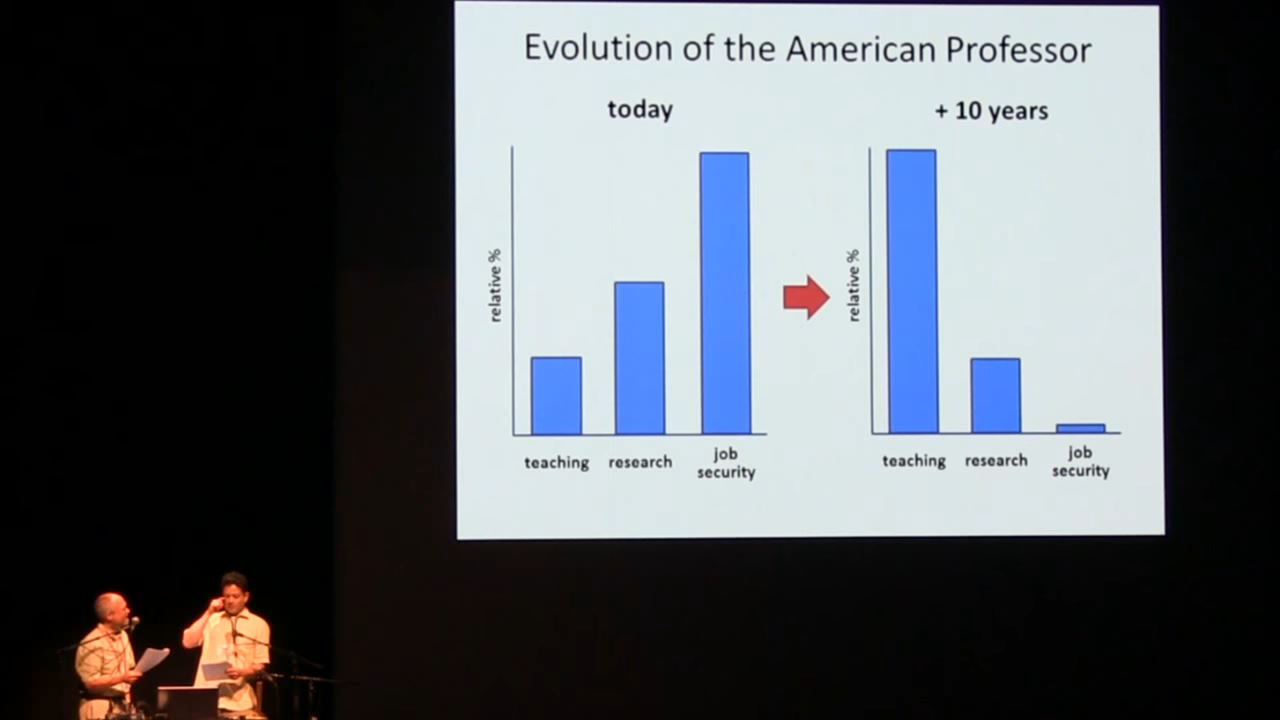 Evolution of the American Professor
today
relative %
teaching
research
job
security
+ 10 years
relative %
teaching
research
job
security